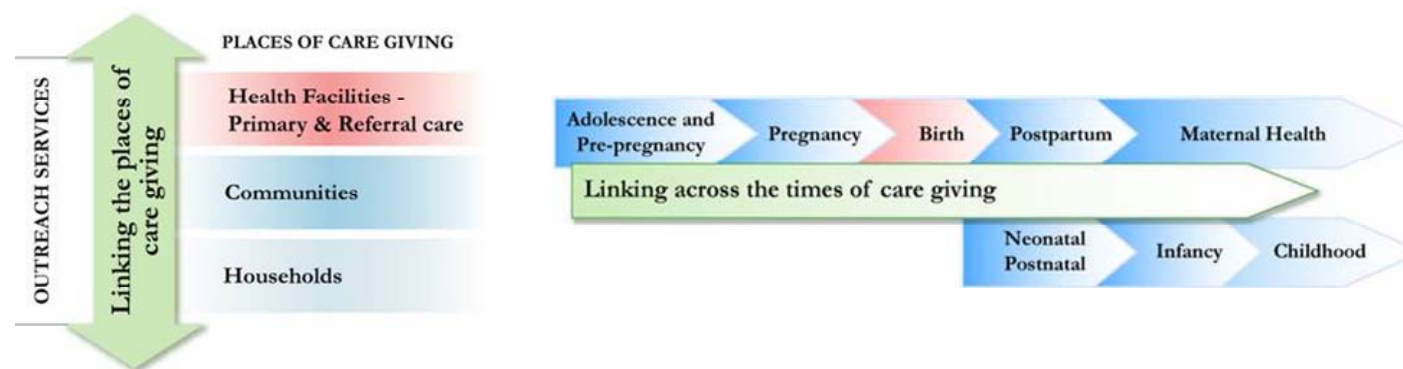 OUTREACH SERVICES
Linking the places of
care giving
PLACES OF CARE GIVING
Health Facilities -
Primary & Referral care
Communities
Households
Adolescence and
Pre-pregnancy
Pregnancy
Birth
Postpartum
Maternal Health
Linking across the times of care giving
Neonatal
Postnatal
Infancy
Childhood